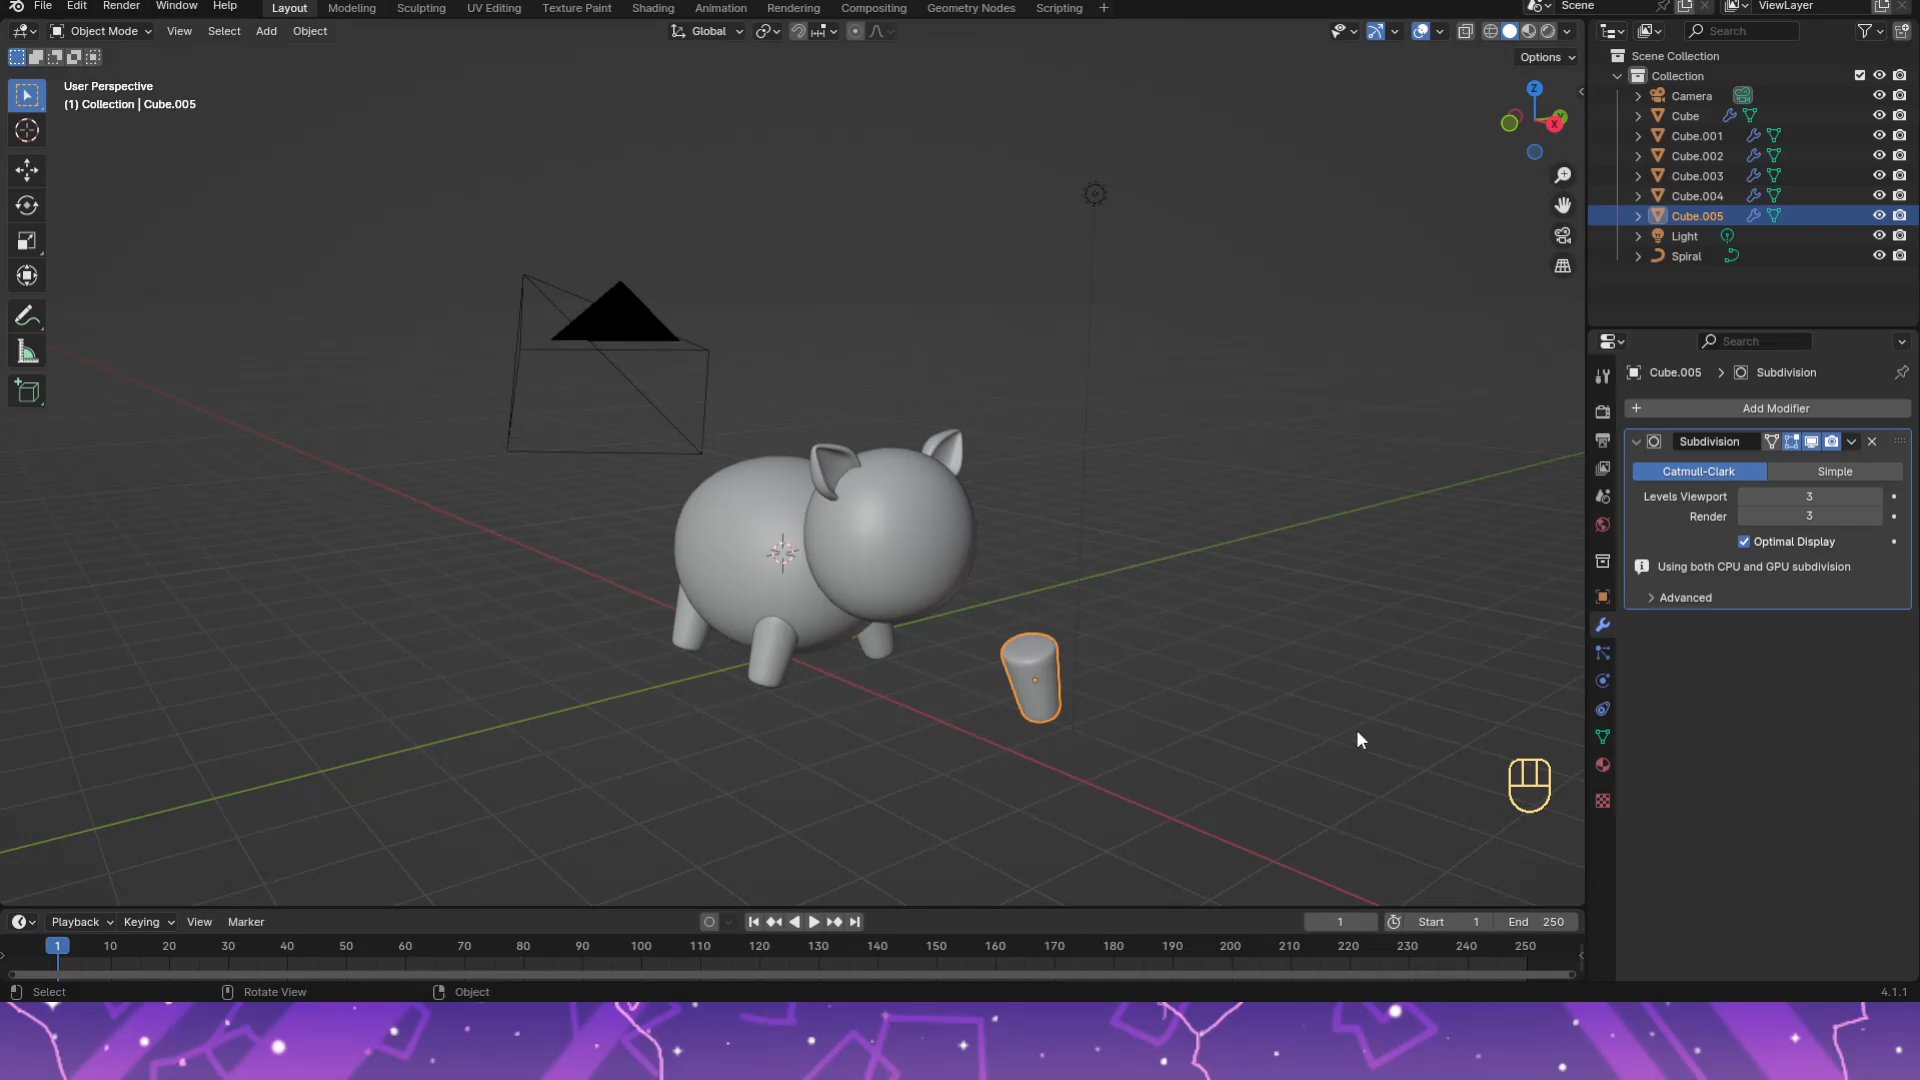 File Edit Render Window Help Layout Modeling Sculpting UV Editing Texture Paint Shading Animation Rendering Compositing Geometry Nodes Scripting + Scene ViewLayer
Object Mode View Select Add Object Global Search
Options
User Perspective
(1) Collection | Cube.005
Z
Y
X
Scene Collection
Collection
Camera
Cube
Cube.001
Cube.002
Cube.003
Cube.004
Cube.005
Light
Spiral
Search
Cube.005 Subdivision
+ Add Modifier
Subdivision
Catmull-Clark Simple
Levels Viewport 3
Render 3
Optimal Display
Using both CPU and GPU subdivision
Advanced
Playback Keying View Marker 1 Start 1 End 250
1 10 20 30 40 50 60 70 80 90 100 110 120 130 140 150 160 170 180 190 200 210 220 230 240 250
Select Rotate View Object 4.1.1